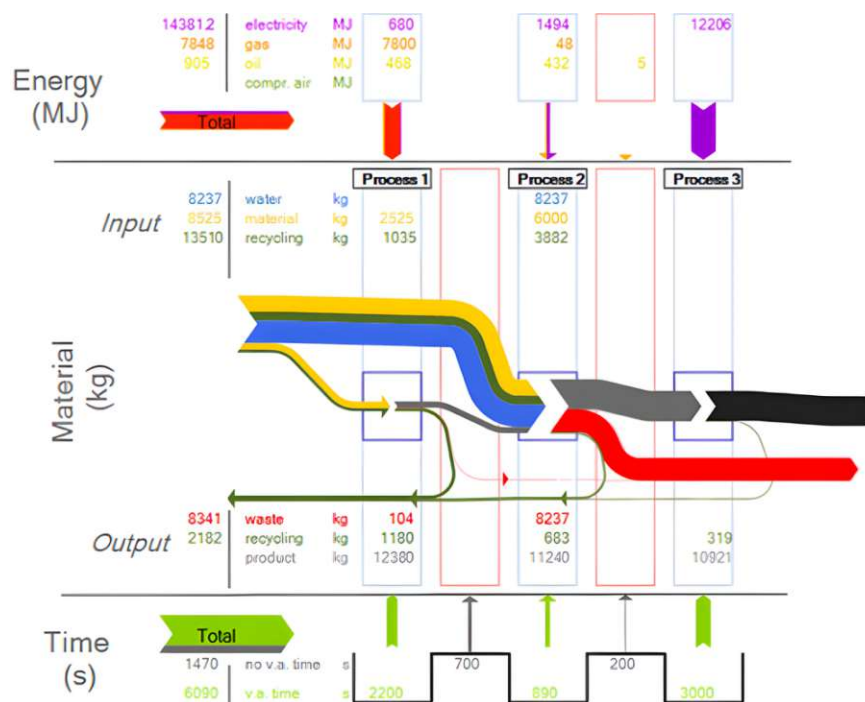 14381.2 electricity MJ 680 1494 12206
7848 gas MJ 7800 48
905 oil MJ 468 432 5
compr. air MJ
Energy
(MJ)
Total
Process 1 Process 2 Process 3
Input
8237 water kg 8237
8525 material kg 2525 6000
13510 recycling kg 1035 3882
Material
(kg)
Output
8341 waste kg 104 8237
2182 recycling kg 1180 683 319
product kg 12380 11240 10921
Time
(s)
Total
1470 no v.a. time s 700 200
6090 v.a. time s 2200 890 3000